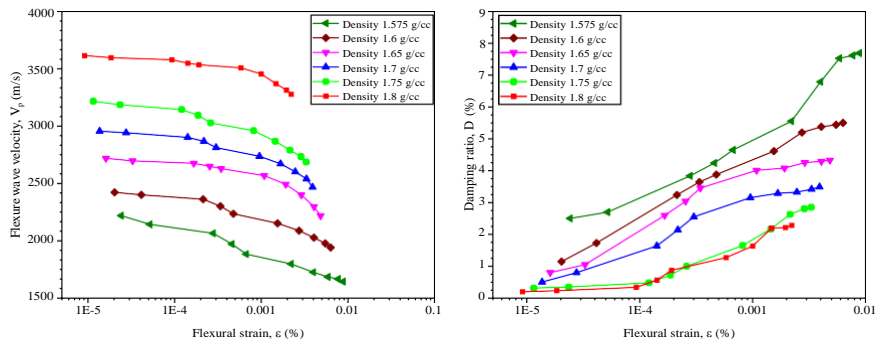 4000
3500
3000
2500
2000
1500
Flexure wave velocity, Vp (m/s)
Density 1.575 g/cc
Density 1.6 g/cc
Density 1.65 g/cc
Density 1.7 g/cc
Density 1.75 g/cc
Density 1.8 g/cc
1E-5 1E-4 0.001 0.01 0.1
Flexural strain, ε (%)
9
8
7
6
5
4
3
2
1
0
Damping ratio, D (%)
Density 1.575 g/cc
Density 1.6 g/cc
Density 1.65 g/cc
Density 1.7 g/cc
Density 1.75 g/cc
Density 1.8 g/cc
1E-5 1E-4 0.001 0.01
Flexural strain, ε (%)